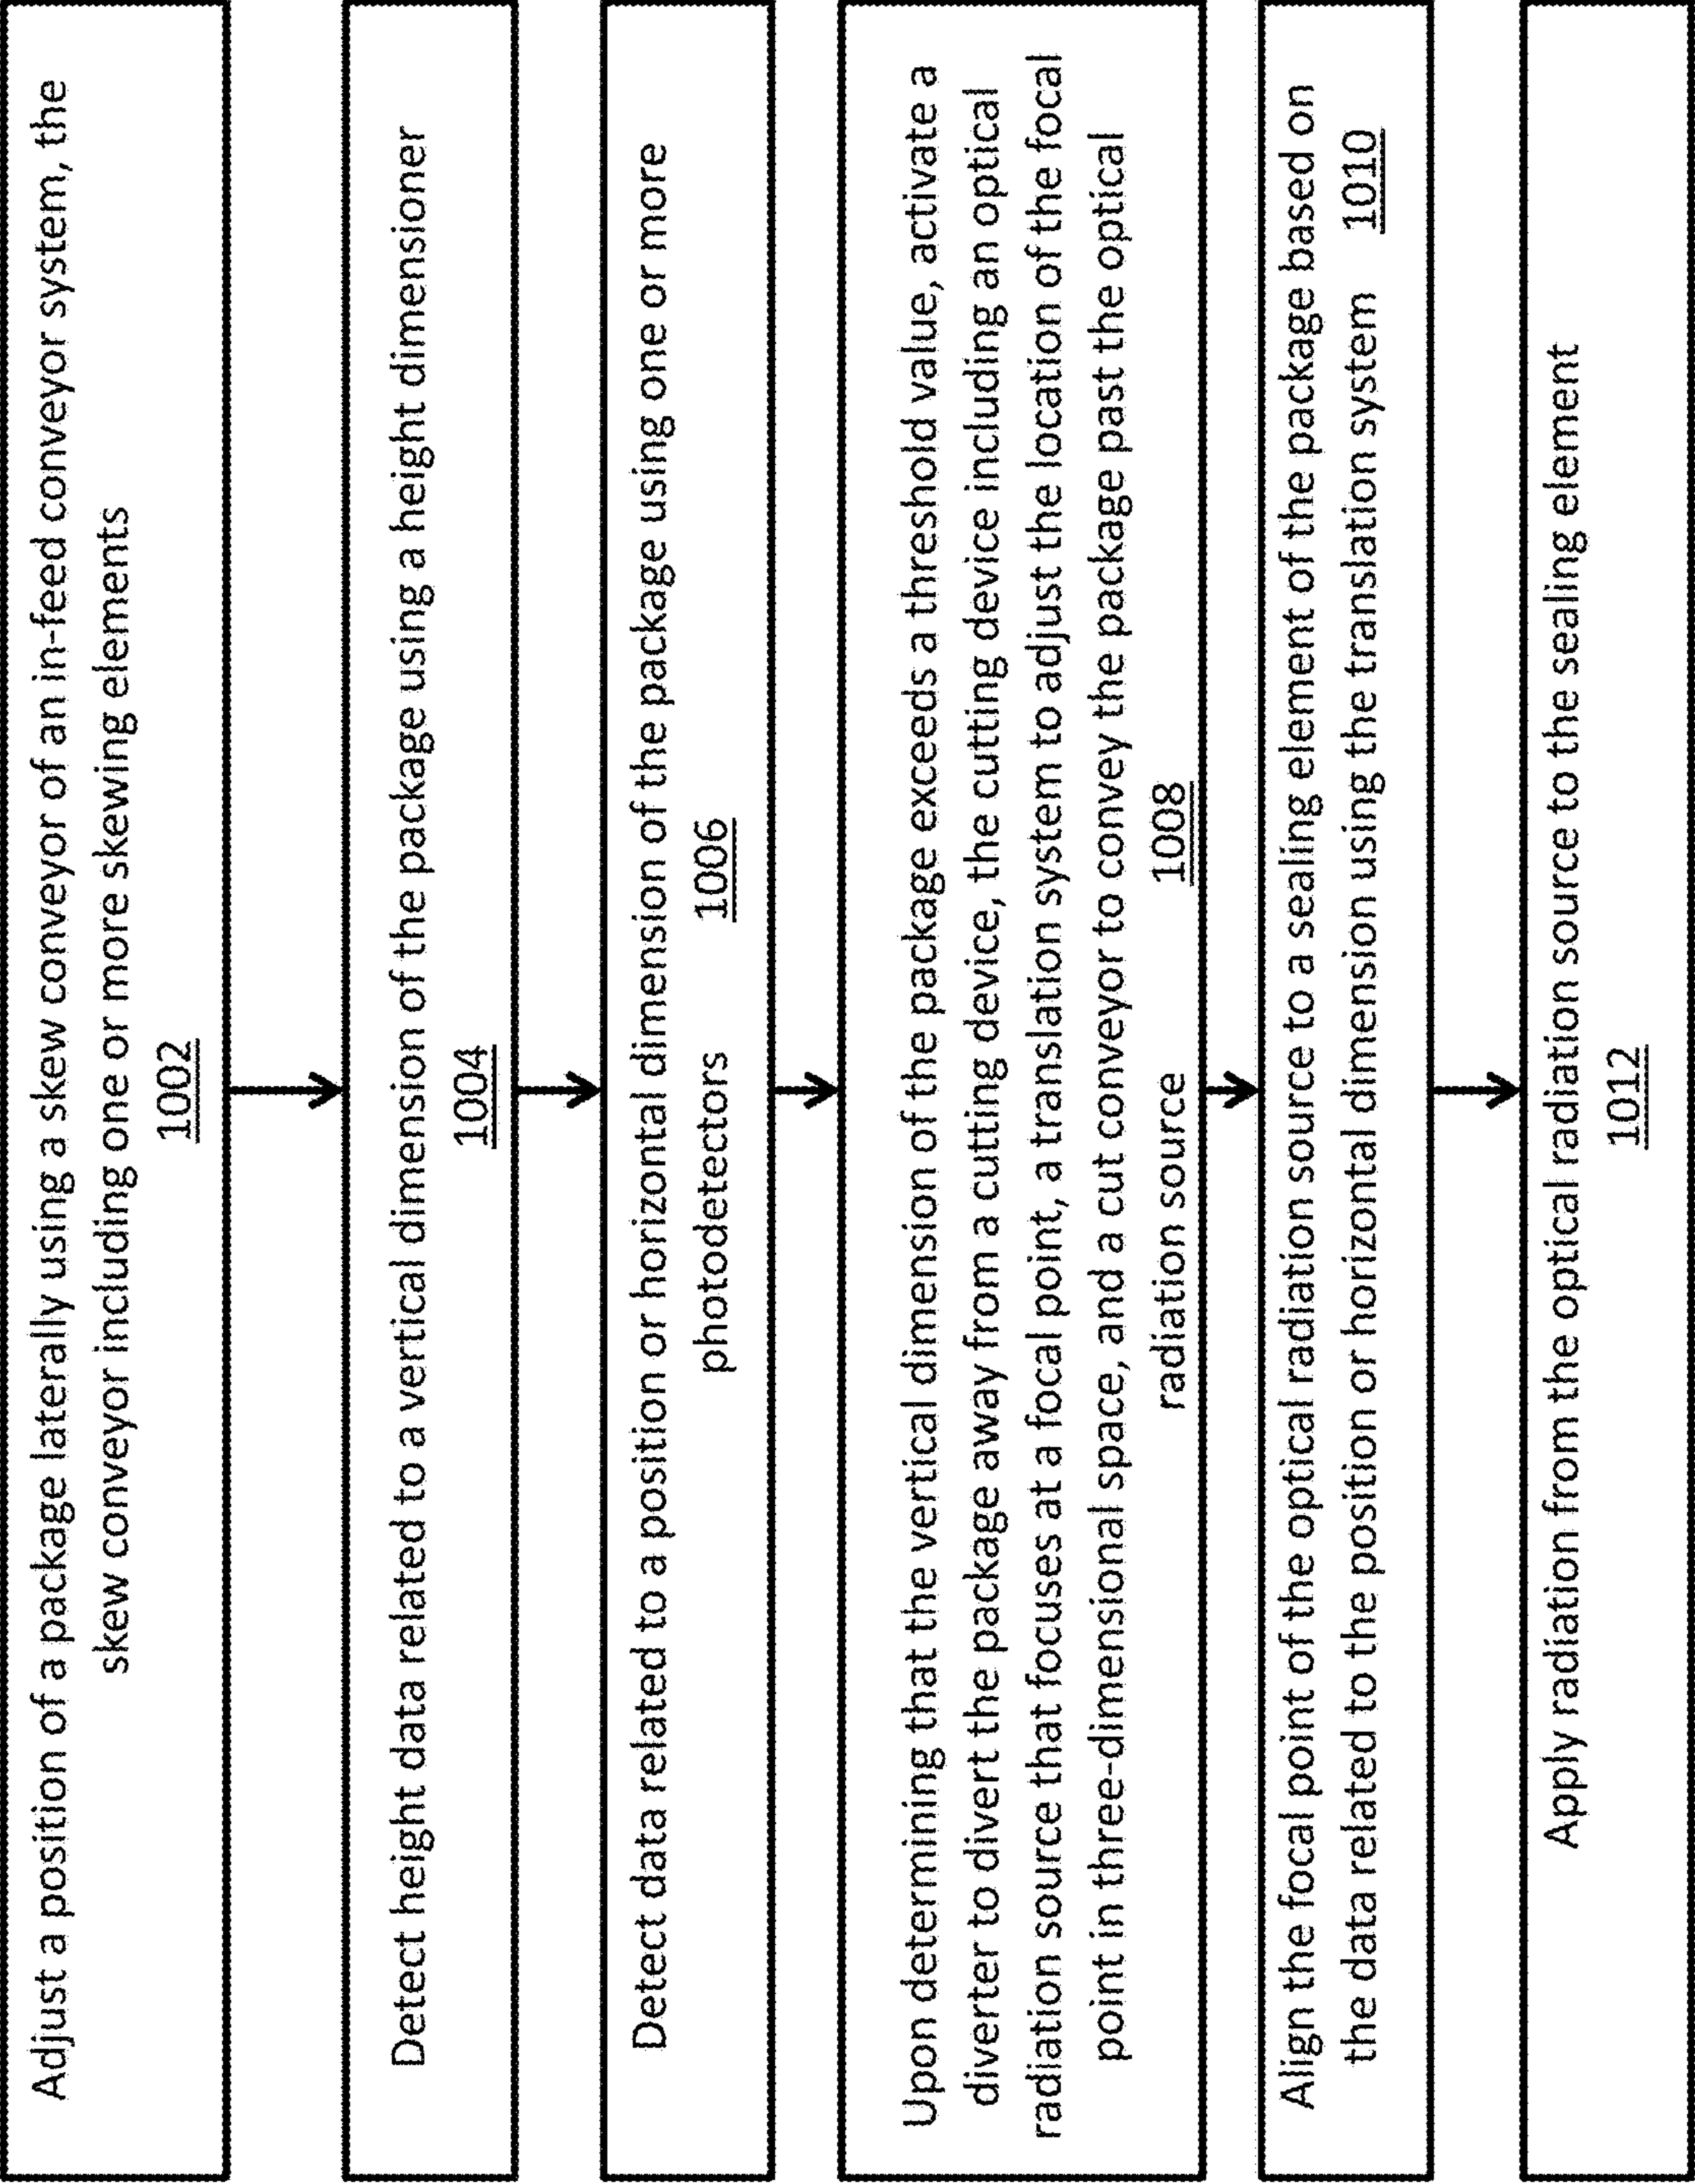 Adjust a position of a package laterally using a skew conveyor of an in-feed conveyor system, the
skew conveyor including one or more skewing elements
1002
Detect height data related to a vertical dimension of the package using a height dimensioner
1004
Detect data related to a position or horizontal dimension of the package using one or more
photodetectors 1006
Upon determining that the vertical dimension of the package exceeds a threshold value, activate a
diverter to divert the package away from a cutting device, the cutting device including an optical
radiation source that focuses at a focal point, a translation system to adjust the location of the focal
point in three-dimensional space, and a cut conveyor to convey the package past the optical
radiation source 1008
Align the focal point of the optical radiation source to a sealing element of the package based on
the data related to the position or horizontal dimension using the translation system 1010
Apply radiation from the optical radiation source to the sealing element
1012